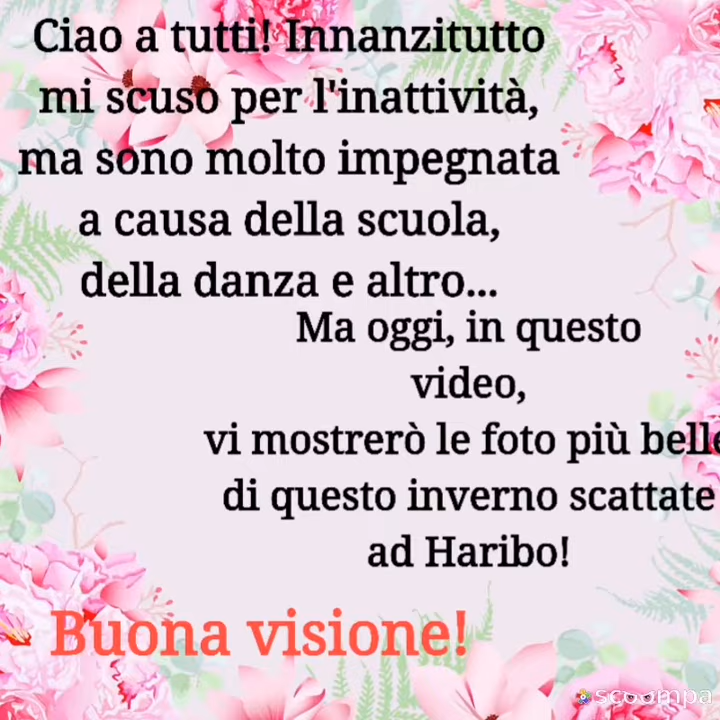 Ciao a tutti! Innanzitutto
mi scuso per l'inattività,
ma sono molto impegnata
a causa della scuola,
della danza e altro...
Ma oggi, in questo
video,
vi mostrerò le foto più belle
di questo inverno scattate
ad Haribo!
Buona visione!
scoompa